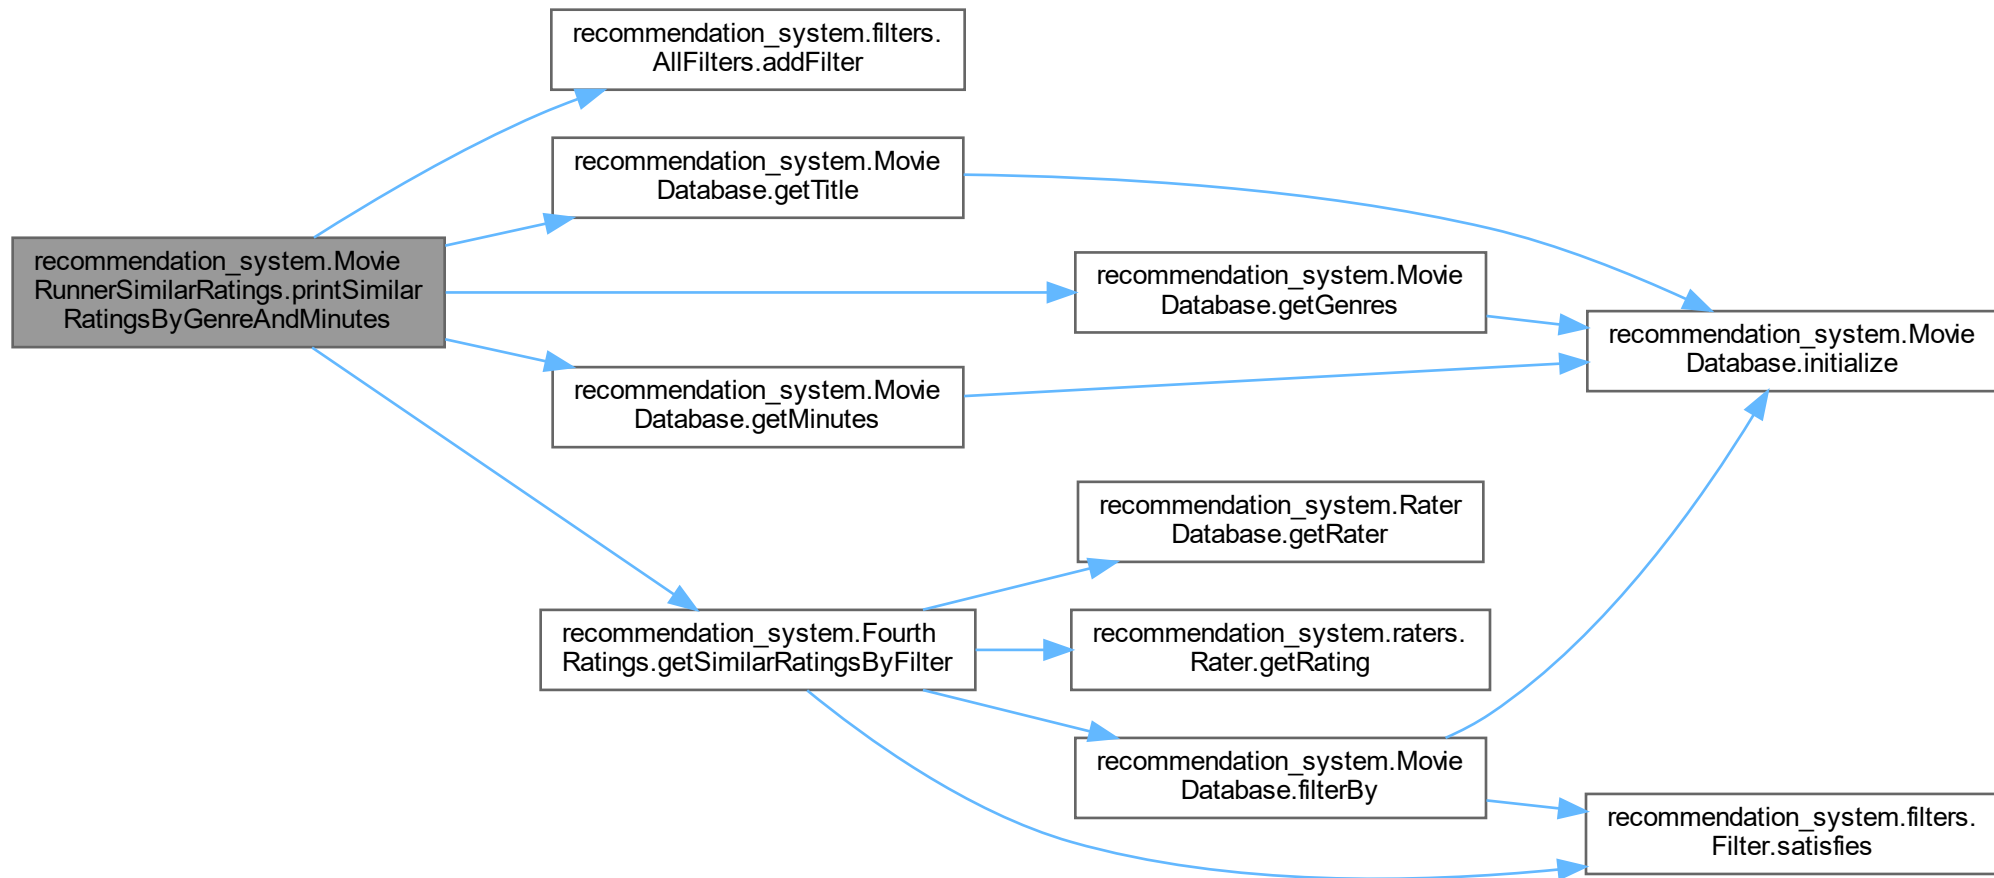 recommendation_system.filters.
AllFilters.addFilter
recommendation_system.Movie
Database.getTitle
recommendation_system.Movie
RunnerSimilarRatings.printSimilar
RatingsByGenreAndMinutes
recommendation_system.Movie
Database.getGenres
recommendation_system.Movie
Database.initialize
recommendation_system.Movie
Database.getMinutes
recommendation_system.Rater
Database.getRater
recommendation_system.Fourth
Ratings.getSimilarRatingsByFilter
recommendation_system.raters.
Rater.getRating
recommendation_system.Movie
Database.filterBy
recommendation_system.filters.
Filter.satisfies